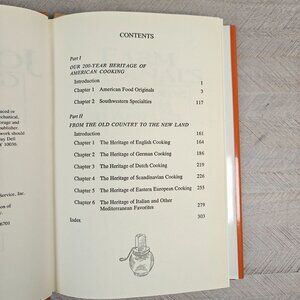 CONTENTS
Part I
OUR 200-YEAR HERITAGE OF
AMERICAN COOKING
Introduction 1
Chapter 1 American Food Originals 3
Chapter 2 Southwestern Specialties 117
Part II
FROM THE OLD COUNTRY TO THE NEW LAND
Introduction 161
Chapter 1 The Heritage of English Cooking 164
Chapter 2 The Heritage of German Cooking 186
Chapter 3 The Heritage of Dutch Cooking 219
Chapter 4 The Heritage of Scandinavian Cooking 226
Chapter 5 The Heritage of Eastern European Cooking 255
Chapter 6 The Heritage of Italian and Other
Mediterranean Favorites 279
Index 303